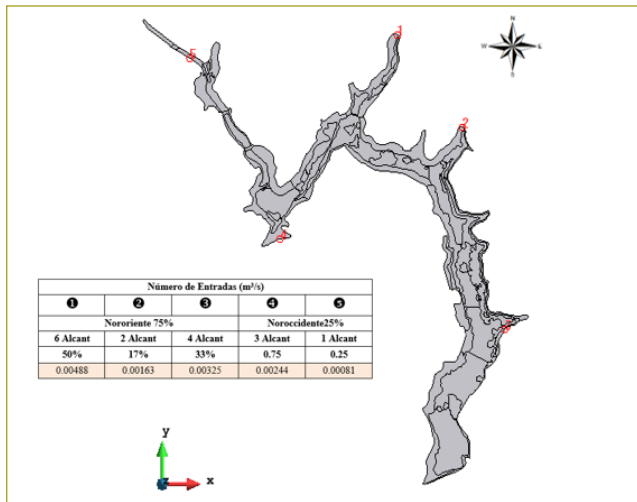 1
N
W E
S
5
2
4
3
Número de Entradas (m³/s)
❶ ❷ ❸ ❹ ❺
Nororiente 75% Noroccidente25%
6 Alcant 2 Alcant 4 Alcant 3 Alcant 1 Alcant
50% 17% 33% 0.75 0.25
0.00488 0.00163 0.00325 0.00244 0.00081
y
x